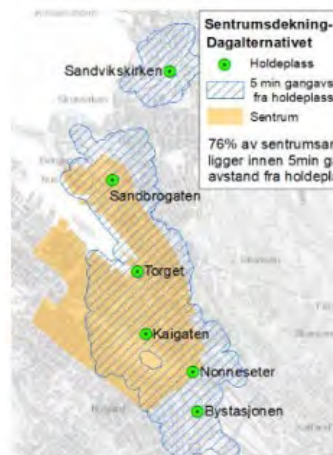 Sentrumsdekning-
Dagalternativet
Holdeplass
5 min gangavs
fra holdeplass
Sentrum
76% av sentrumsar
ligger innen 5min ga
avstand fra holdepla
Sandvikskirken
Sandbrogaten
Torget
Kaigaten
Nonneseter
Bystasjonen